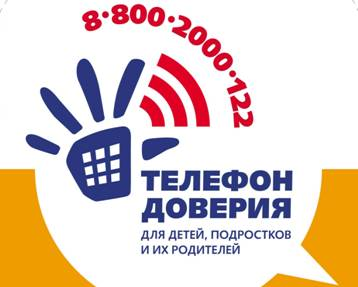 8·800·2000·122
ТЕЛЕФОН
ДОВЕРИЯ
ДЛЯ ДЕТЕЙ, ПОДРОСТКОВ
И ИХ РОДИТЕЛЕЙ